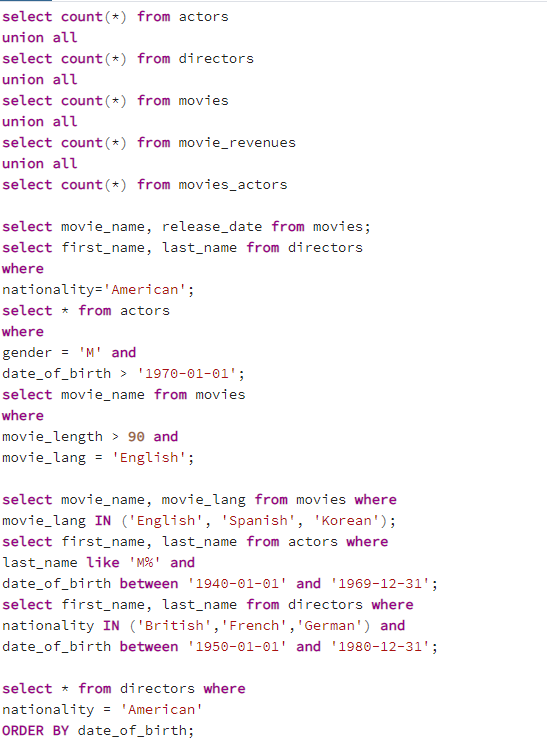 select count(*) from actors
union all
select count(*) from directors
union all
select count(*) from movies
union all
select count(*) from movie_revenues
union all
select count(*) from movies_actors

select movie_name, release_date from movies;
select first_name, last_name from directors
where
nationality='American';
select * from actors
where
gender = 'M' and
date_of_birth > '1970-01-01';
select movie_name from movies
where
movie_length > 90 and
movie_lang = 'English';

select movie_name, movie_lang from movies where
movie_lang IN ('English', 'Spanish', 'Korean');
select first_name, last_name from actors where
last_name like 'M%' and
date_of_birth between '1940-01-01' and '1969-12-31';
select first_name, last_name from directors where
nationality IN ('British','French','German') and
date_of_birth between '1950-01-01' and '1980-12-31';

select * from directors where
nationality = 'American'
ORDER BY date_of_birth;